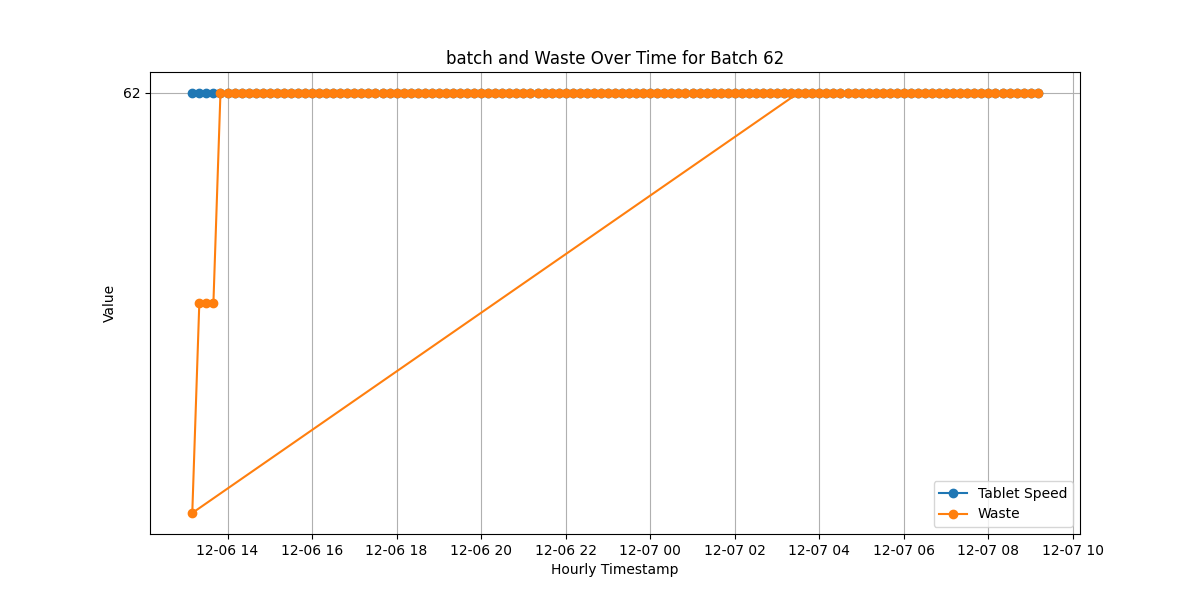 batch and Waste Over Time for Batch 62
62
Value
Tablet Speed
Waste
12-06 14 12-06 16 12-06 18 12-06 20 12-06 22 12-07 00 12-07 02 12-07 04 12-07 06 12-07 08 12-07 10
Hourly Timestamp